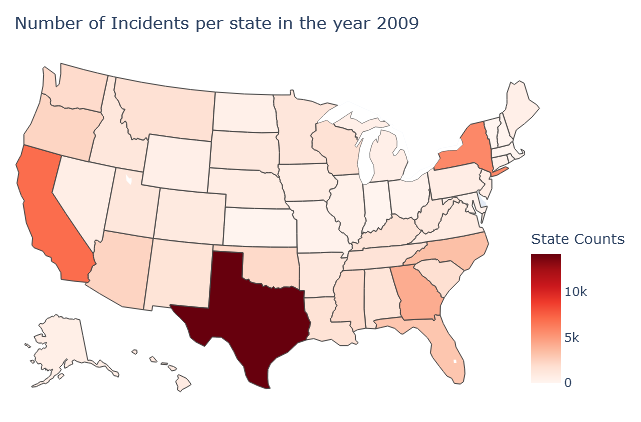 Number of Incidents per state in the year 2009
State Counts
10k
5k
0